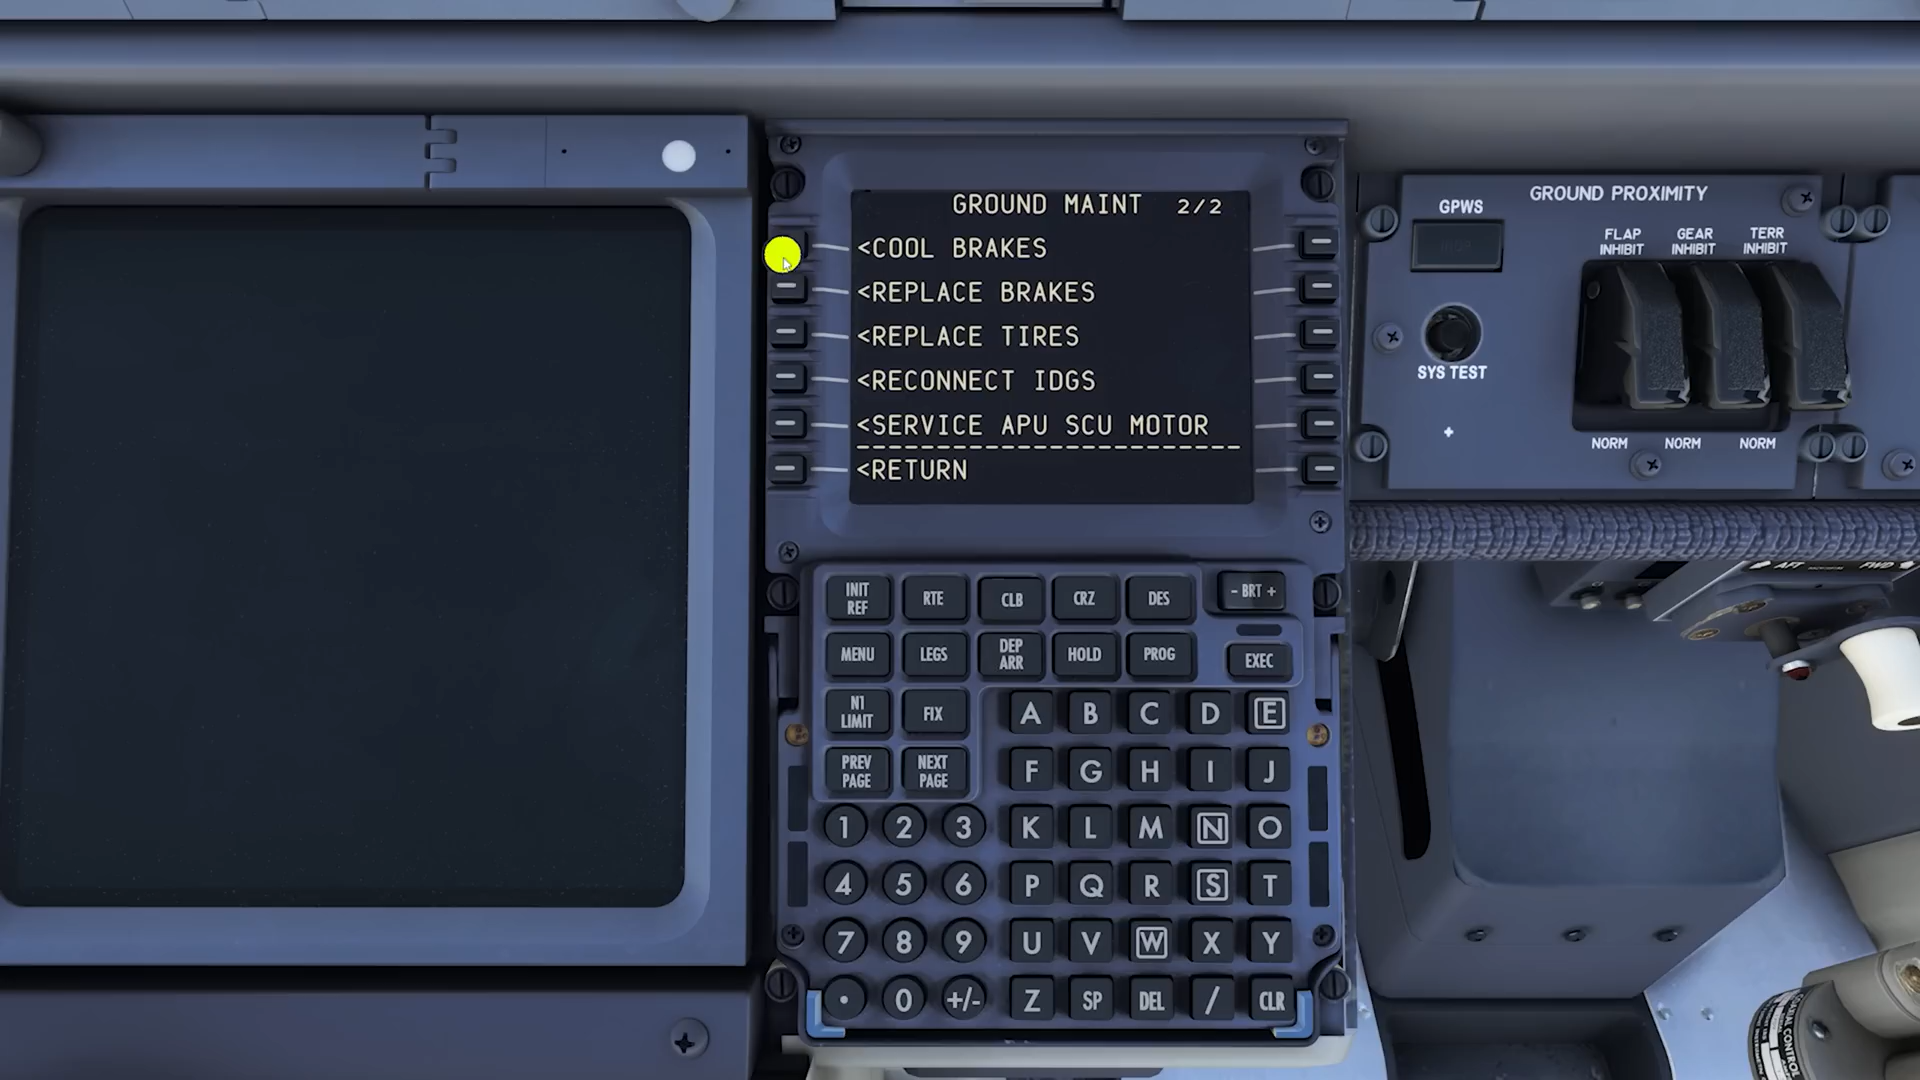 GROUND MAINT 2/2
<COOL BRAKES
<REPLACE BRAKES
<REPLACE TIRES
<RECONNECT IDGS
<SERVICE APU SCU MOTOR
<RETURN
GROUND PROXIMITY
GPWS
FLAP INHIBIT
GEAR INHIBIT
TERR INHIBIT
SYS TEST
NORM NORM NORM
AFT FWD
INIT REF RTE CLB CRZ DES - BRT +
MENU LEGS DEP ARR HOLD PROG EXEC
N1 LIMIT FIX A B C D E
PREV PAGE NEXT PAGE F G H I J
1 2 3 K L M N O
4 5 6 P Q R S T
7 8 9 U V W X Y
. 0 +/- Z SP DEL / CLR